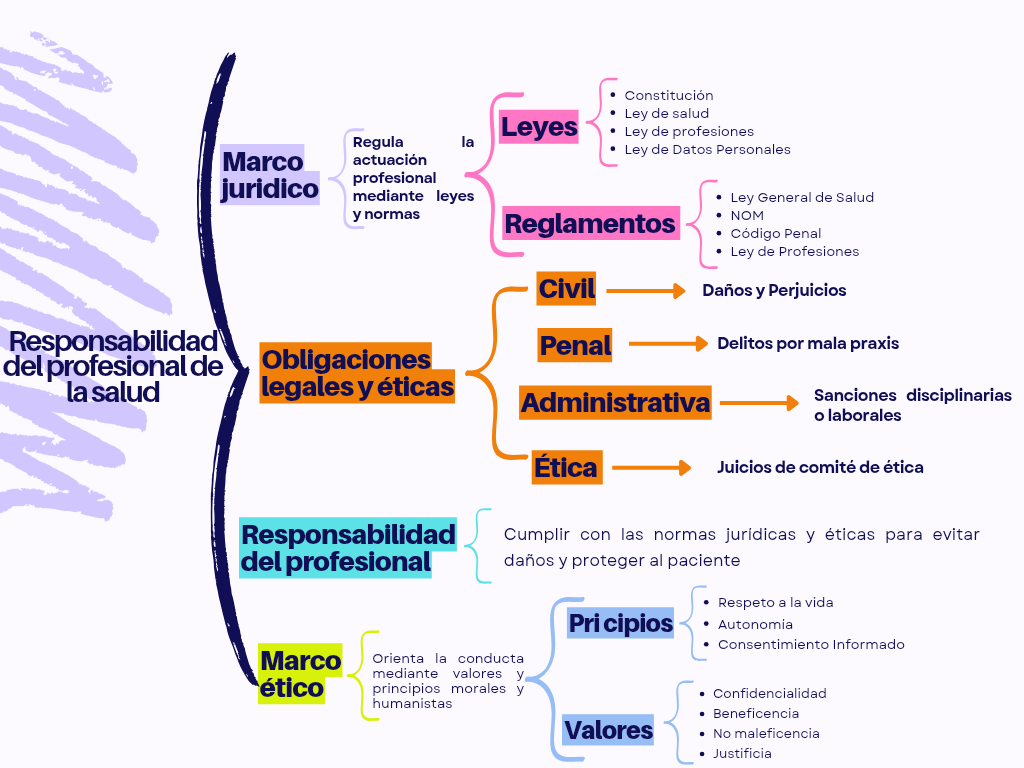 Responsabilidad
del profesional de
la salud
Marco
juridico
Regula la
actuación
profesional
mediante leyes
y normas
Leyes
Constitución
Ley de salud
Ley de profesiones
Ley de Datos Personales
Reglamentos
Ley General de Salud
NOM
Código Penal
Ley de Profesiones
Obligaciones
legales y éticas
Civil
Daños y Perjuicios
Penal
Delitos por mala praxis
Administrativa
Sanciones disciplinarias
o laborales
Ética
Juicios de comité de ética
Responsabilidad
del profesional
Cumplir con las normas jurídicas y éticas para evitar
daños y proteger al paciente
Marco
ético
Orienta la conducta
mediante valores y
principios morales y
humanistas
Pri cipios
Respeto a la vida
Autonomía
Consentimiento Informado
Valores
Confidencialidad
Beneficencia
No maleficencia
Justificia